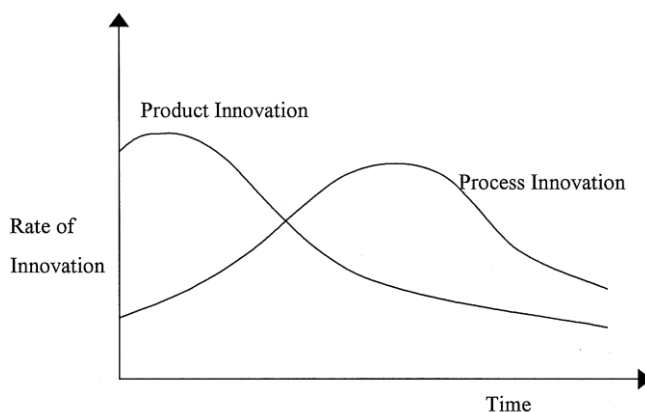 Product Innovation
Process Innovation
Rate of
Innovation
Time